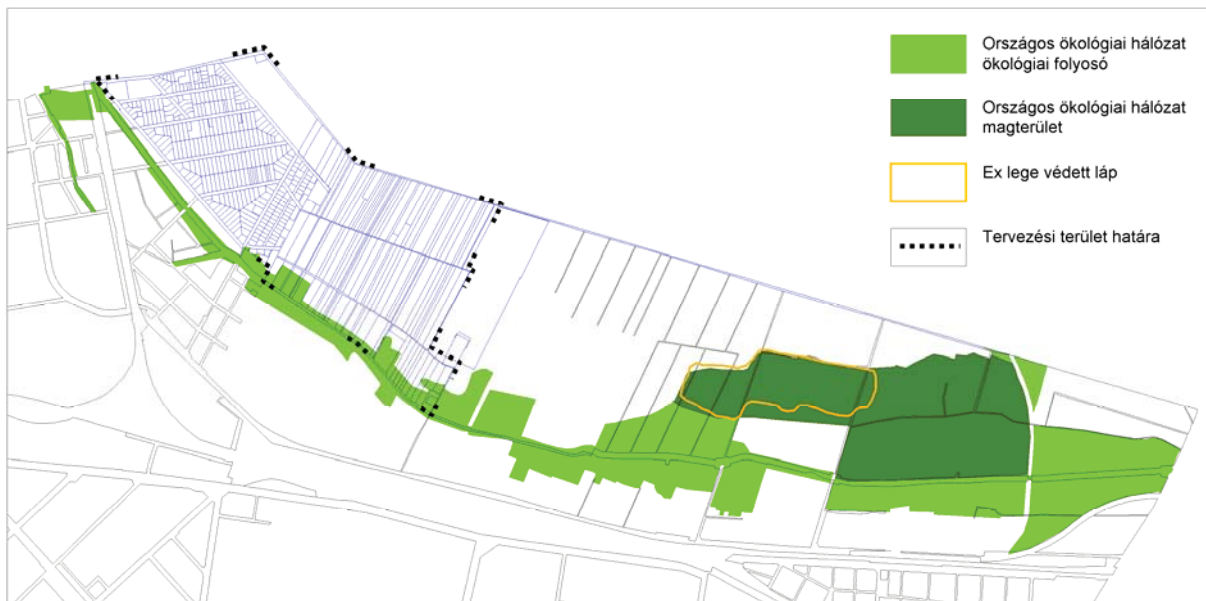 Országos ökológiai hálózat
ökológiai folyosó
Országos ökológiai hálózat
magterület
Ex lege védett láp
Tervezési terület határa